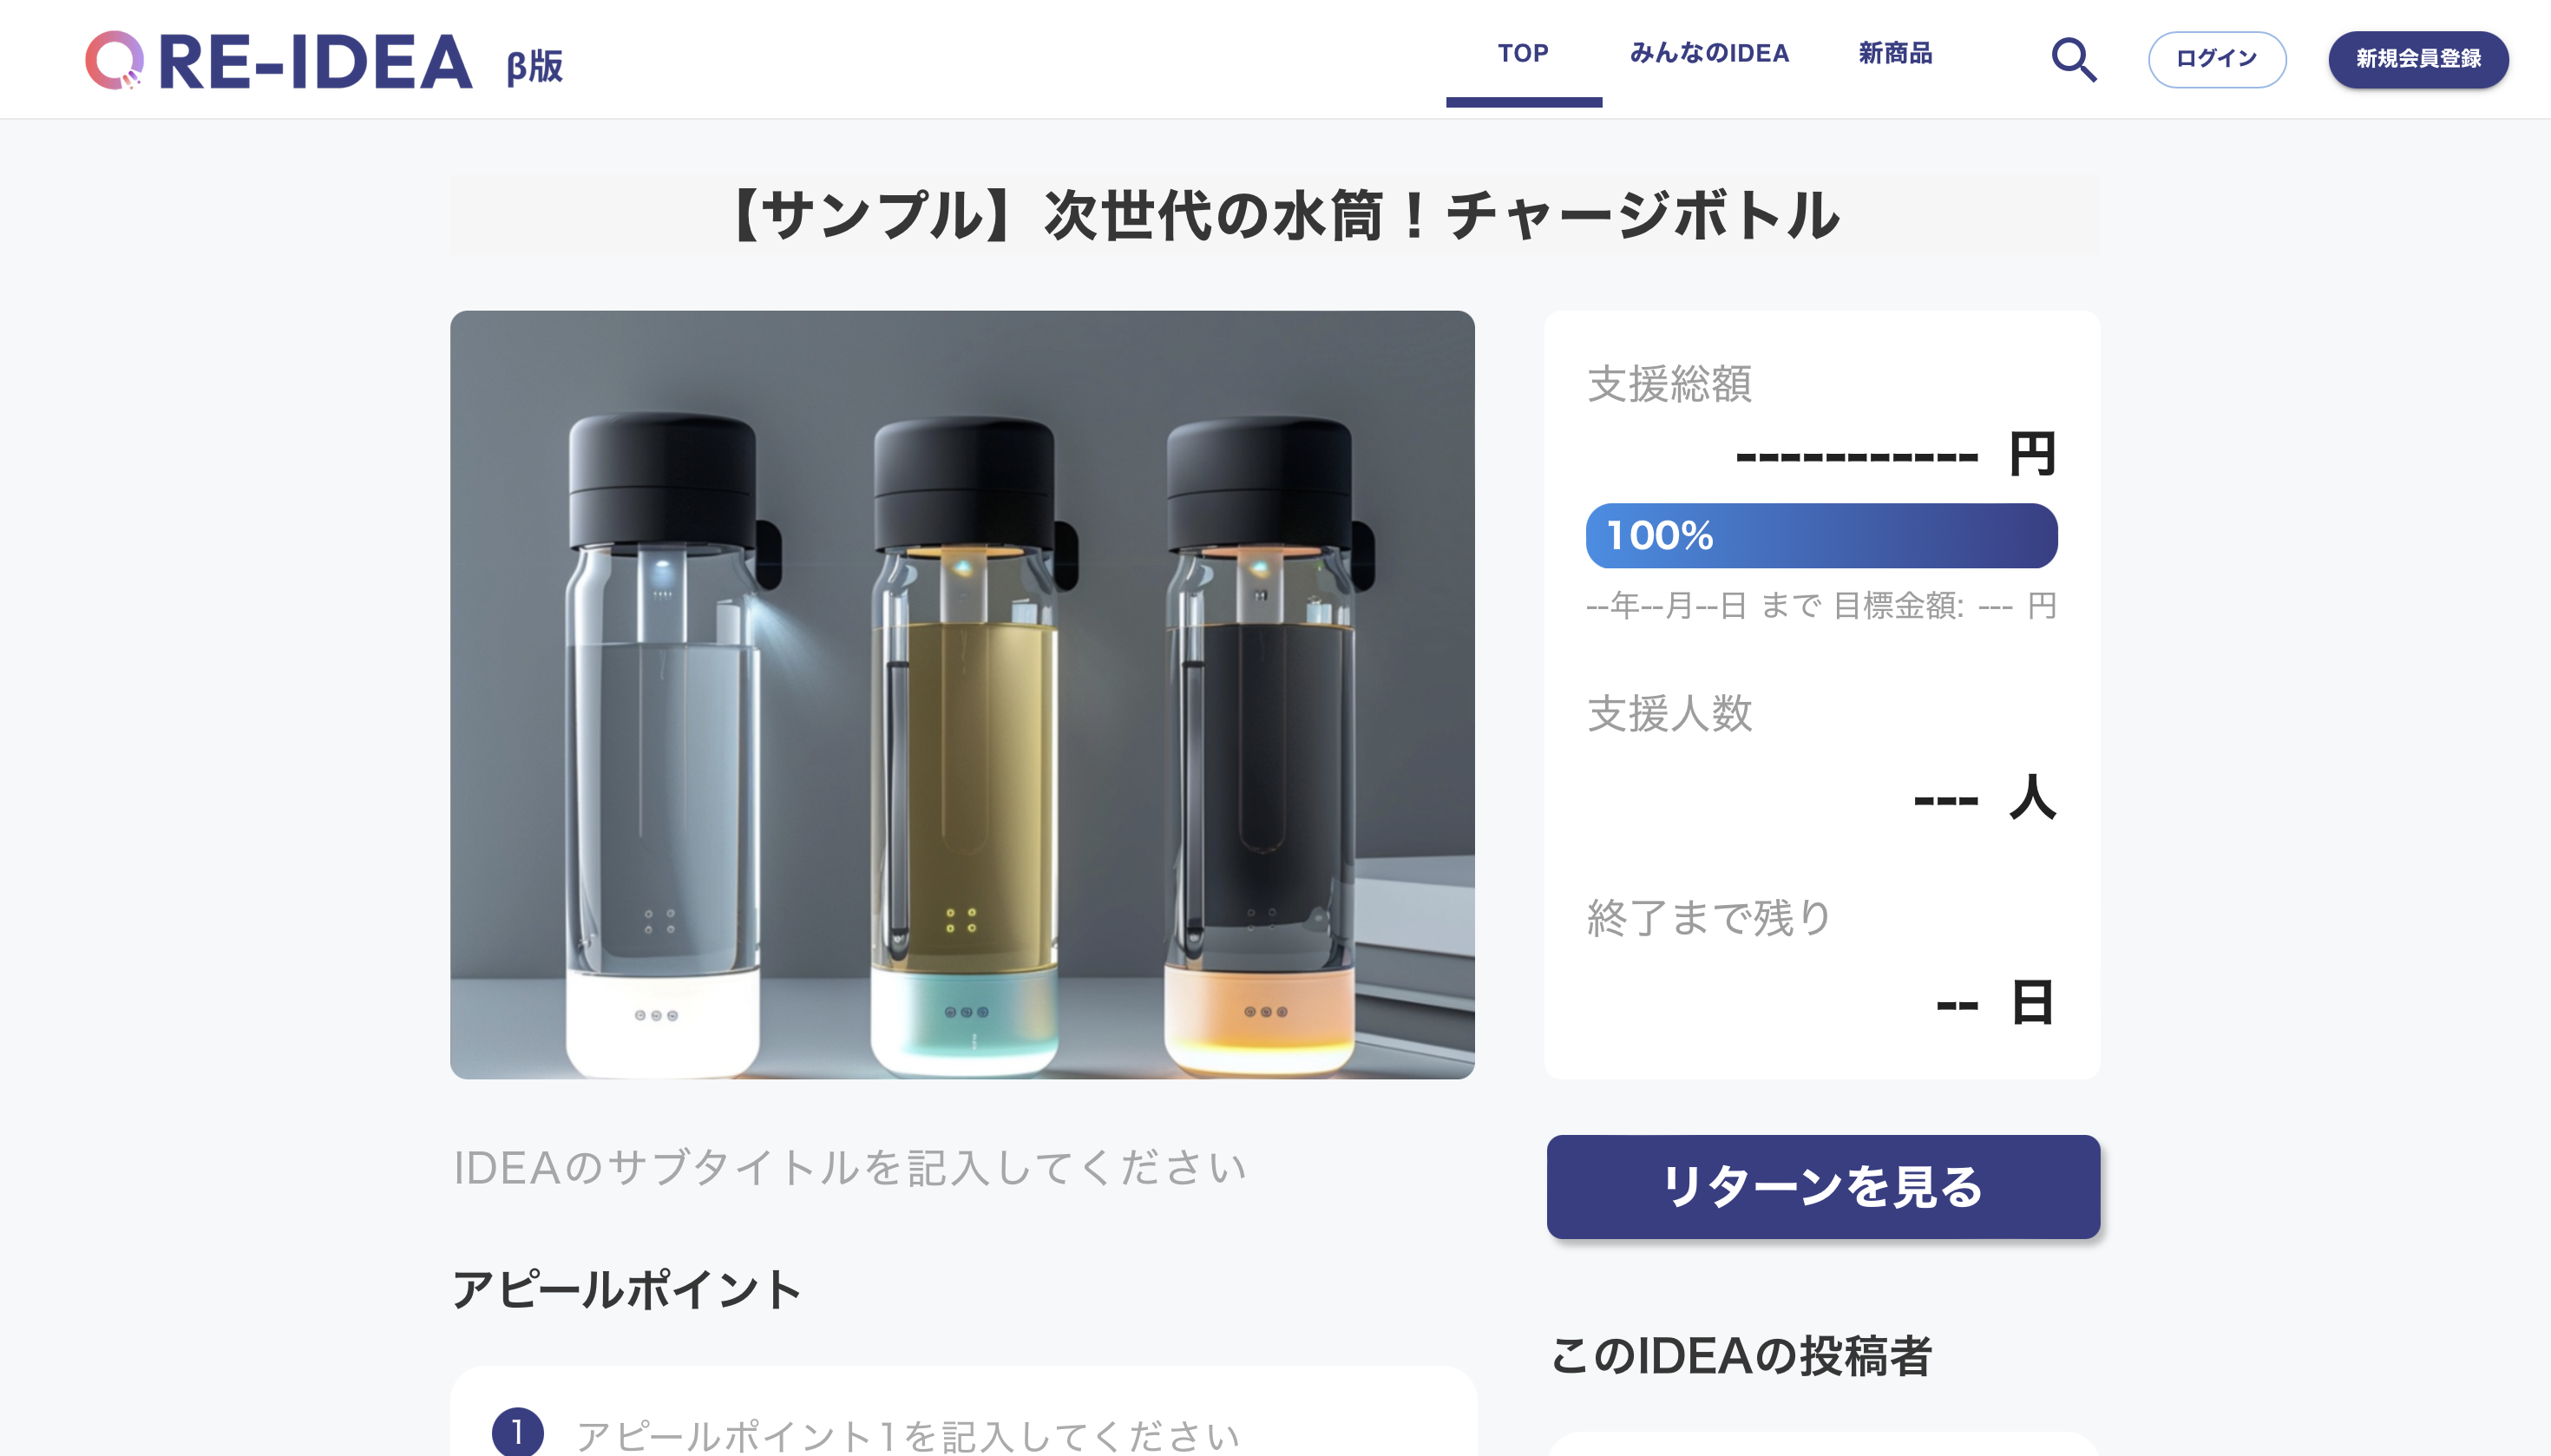 RE-IDEA β版
TOP みんなのIDEA 新商品 ログイン 新規会員登録
【サンプル】次世代の水筒！チャージボトル
支援総額
----------- 円
100%
--年--月--日 まで 目標金額: --- 円
支援人数
--- 人
終了まで残り
-- 日
IDEAのサブタイトルを記入してください
リターンを見る
アピールポイント
このIDEAの投稿者
1 アピールポイント1を記入してください